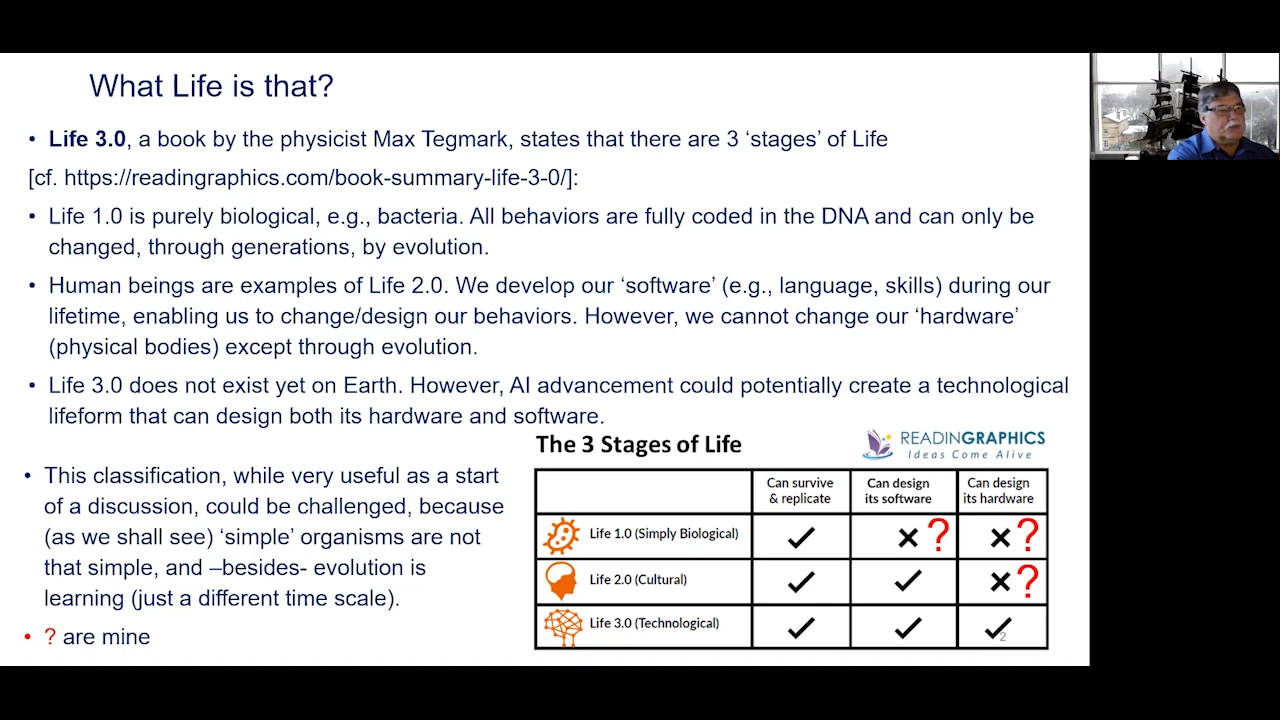 What Life is that?
• Life 3.0, a book by the physicist Max Tegmark, states that there are 3 ‘stages’ of Life
[cf. https://readingraphics.com/book-summary-life-3-0/]:
• Life 1.0 is purely biological, e.g., bacteria. All behaviors are fully coded in the DNA and can only be
changed, through generations, by evolution.
• Human beings are examples of Life 2.0. We develop our ‘software’ (e.g., language, skills) during our
lifetime, enabling us to change/design our behaviors. However, we cannot change our ‘hardware’
(physical bodies) except through evolution.
• Life 3.0 does not exist yet on Earth. However, AI advancement could potentially create a technological
lifeform that can design both its hardware and software.
• This classification, while very useful as a start
of a discussion, could be challenged, because
(as we shall see) ‘simple’ organisms are not
that simple, and –besides- evolution is
learning (just a different time scale).
• ? are mine
The 3 Stages of Life
READINGRAPHICS
Ideas Come Alive
Can survive
& replicate
Can design
its software
Can design
its hardware
Life 1.0 (Simply Biological)
✓ ✕ ? ✕ ?
Life 2.0 (Cultural)
✓ ✓ ✕ ?
Life 3.0 (Technological)
✓ ✓ ✓
2